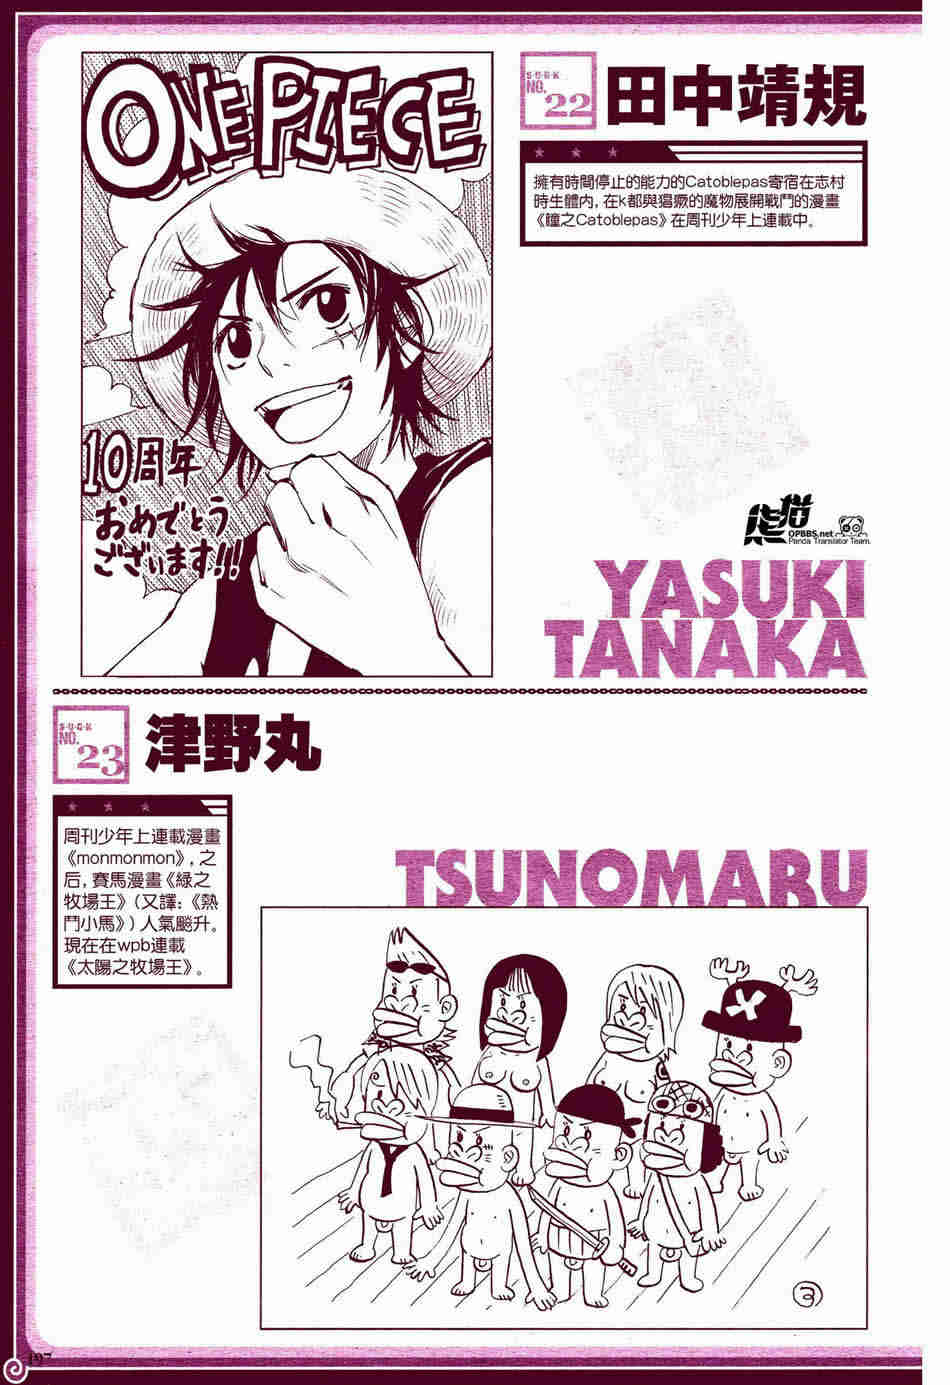 ONE PIECE
10周年
おめでとう
ございます!!
S·U·G·K
NO.
22
田中靖規
擁有時間停止的能力的Catoblepas寄宿在志村
時生體內，在k都與猖獗的魔物展開戰鬥的漫畫
《瞳之Catoblepas》在周刊少年上連載中。
熊猫
OPBBS.net
Panda Translator Team.
YASUKI
TANAKA
S·U·G·K
NO.
23
津野丸
周刊少年上連載漫畫
《monmonmon》，之
后，賽馬漫畫《綠之
牧場王》（又譯：《熱
鬥小馬》）人氣飈升。
現在在wpb連載
《太陽之牧場王》。
TSUNOMARU
197